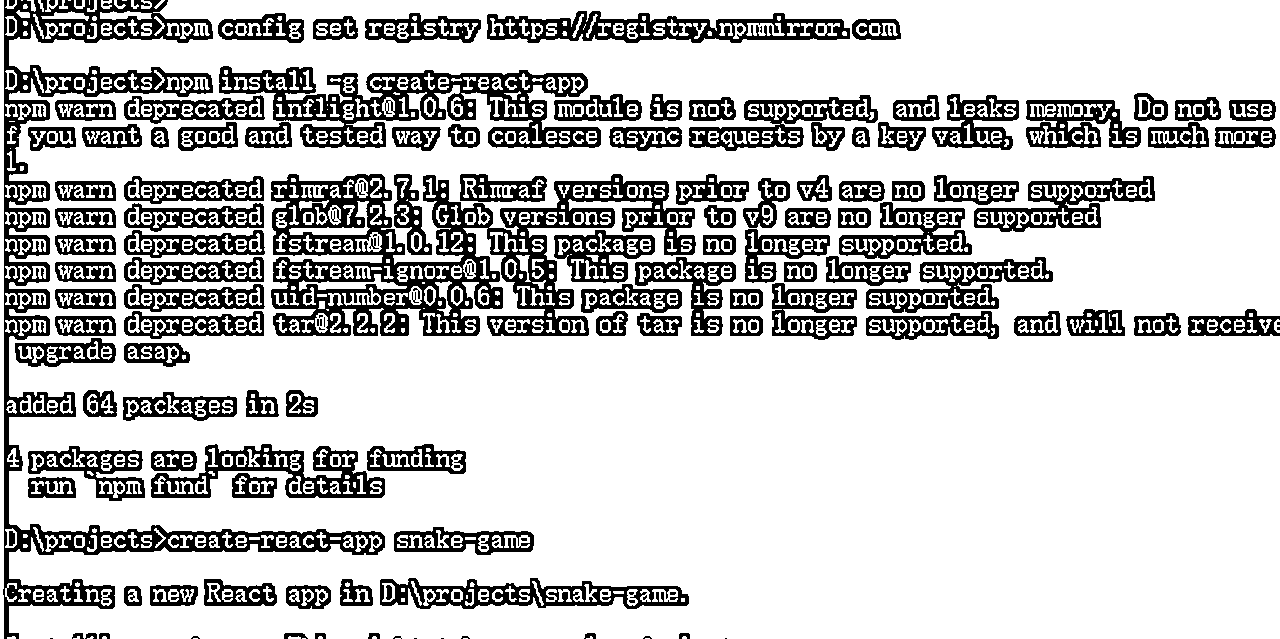 D:\projects>
D:\projects>npm config set registry https://registry.npmmirror.com
D:\projects>npm install -g create-react-app
npm warn deprecated inflight@1.0.6: This module is not supported, and leaks memory. Do not use
f you want a good and tested way to coalesce async requests by a key value, which is much more
1.
npm warn deprecated rimraf@2.7.1: Rimraf versions prior to v4 are no longer supported
npm warn deprecated glob@7.2.3: Glob versions prior to v9 are no longer supported
npm warn deprecated fstream@1.0.12: This package is no longer supported.
npm warn deprecated fstream-ignore@1.0.5: This package is no longer supported.
npm warn deprecated uid-number@0.0.6: This package is no longer supported.
npm warn deprecated tar@2.2.2: This version of tar is no longer supported, and will not receive
upgrade asap.
added 64 packages in 2s
4 packages are looking for funding
run `npm fund` for details
D:\projects>create-react-app snake-game
Creating a new React app in D:\projects\snake-game.